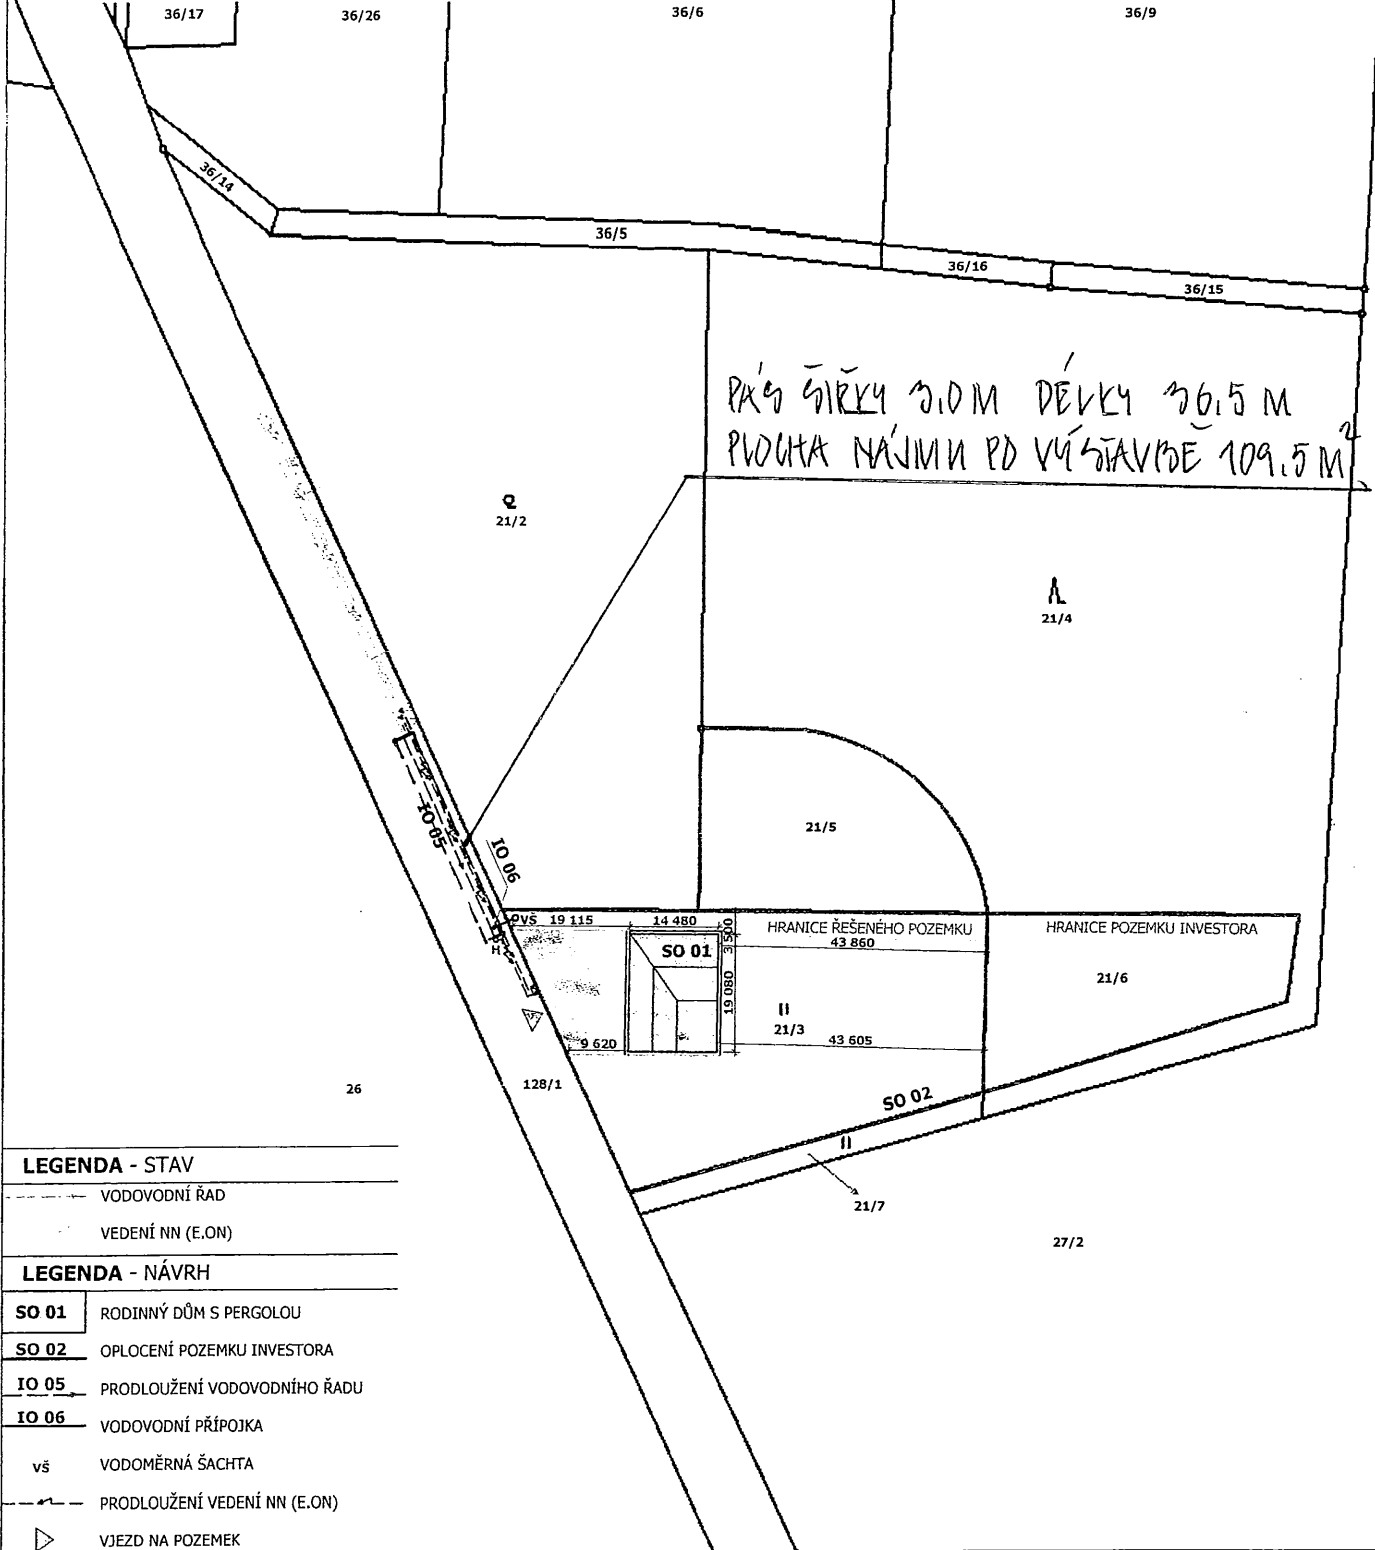 36/17
36/26
36/6
36/9
36/14
36/5
36/16
36/15
PÁS ŠÍŘKY 3,0 M DÉLKY 36,5 M
PLOCHA NÁJMU PO VÝSTAVBĚ 109,5 M²
21/2
21/4
21/5
IO 05
IO 06
VŠ 19 115
14 480
3 500
HRANICE ŘEŠENÉHO POZEMKU
43 860
HRANICE POZEMKU INVESTORA
H
SO 01
19 080
21/6
21/3
9 620
43 605
26
128/1
SO 02
21/7
27/2
LEGENDA - STAV
VODOVODNÍ ŘAD
VEDENÍ NN (E.ON)
LEGENDA - NÁVRH
SO 01 RODINNÝ DŮM S PERGOLOU
SO 02 OPLOCENÍ POZEMKU INVESTORA
IO 05 PRODLOUŽENÍ VODOVODNÍHO ŘADU
IO 06 VODOVODNÍ PŘÍPOJKA
VŠ VODOMĚRNÁ ŠACHTA
PRODLOUŽENÍ VEDENÍ NN (E.ON)
VJEZD NA POZEMEK